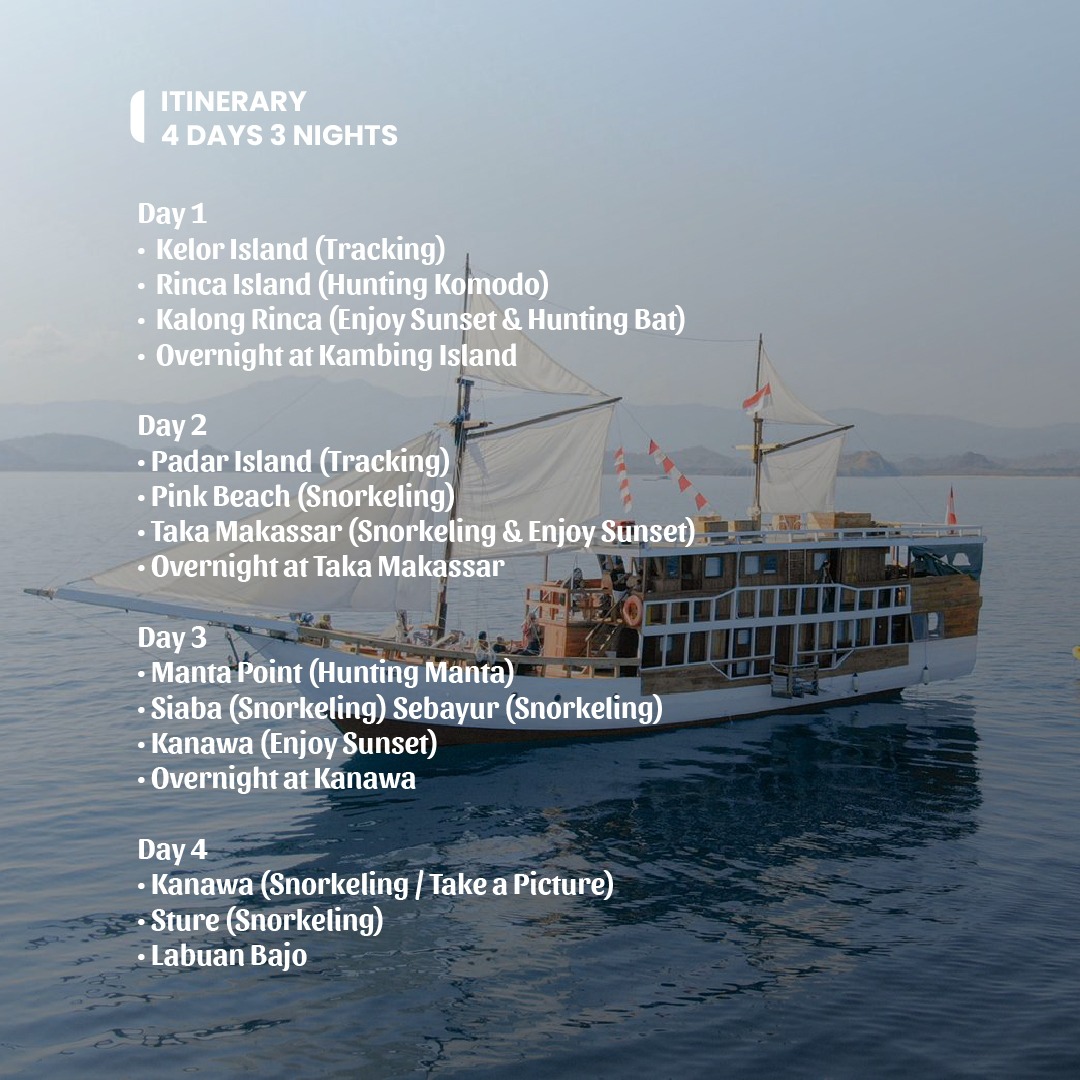 ITINERARY
4 DAYS 3 NIGHTS
Day 1
• Kelor Island (Tracking)
• Rinca Island (Hunting Komodo)
• Kalong Rinca (Enjoy Sunset & Hunting Bat)
• Overnight at Kambing Island
Day 2
• Padar Island (Tracking)
• Pink Beach (Snorkeling)
• Taka Makassar (Snorkeling & Enjoy Sunset)
• Overnight at Taka Makassar
Day 3
• Manta Point (Hunting Manta)
• Siaba (Snorkeling) Sebayur (Snorkeling)
• Kanawa (Enjoy Sunset)
• Overnight at Kanawa
Day 4
• Kanawa (Snorkeling / Take a Picture)
• Sture (Snorkeling)
• Labuan Bajo